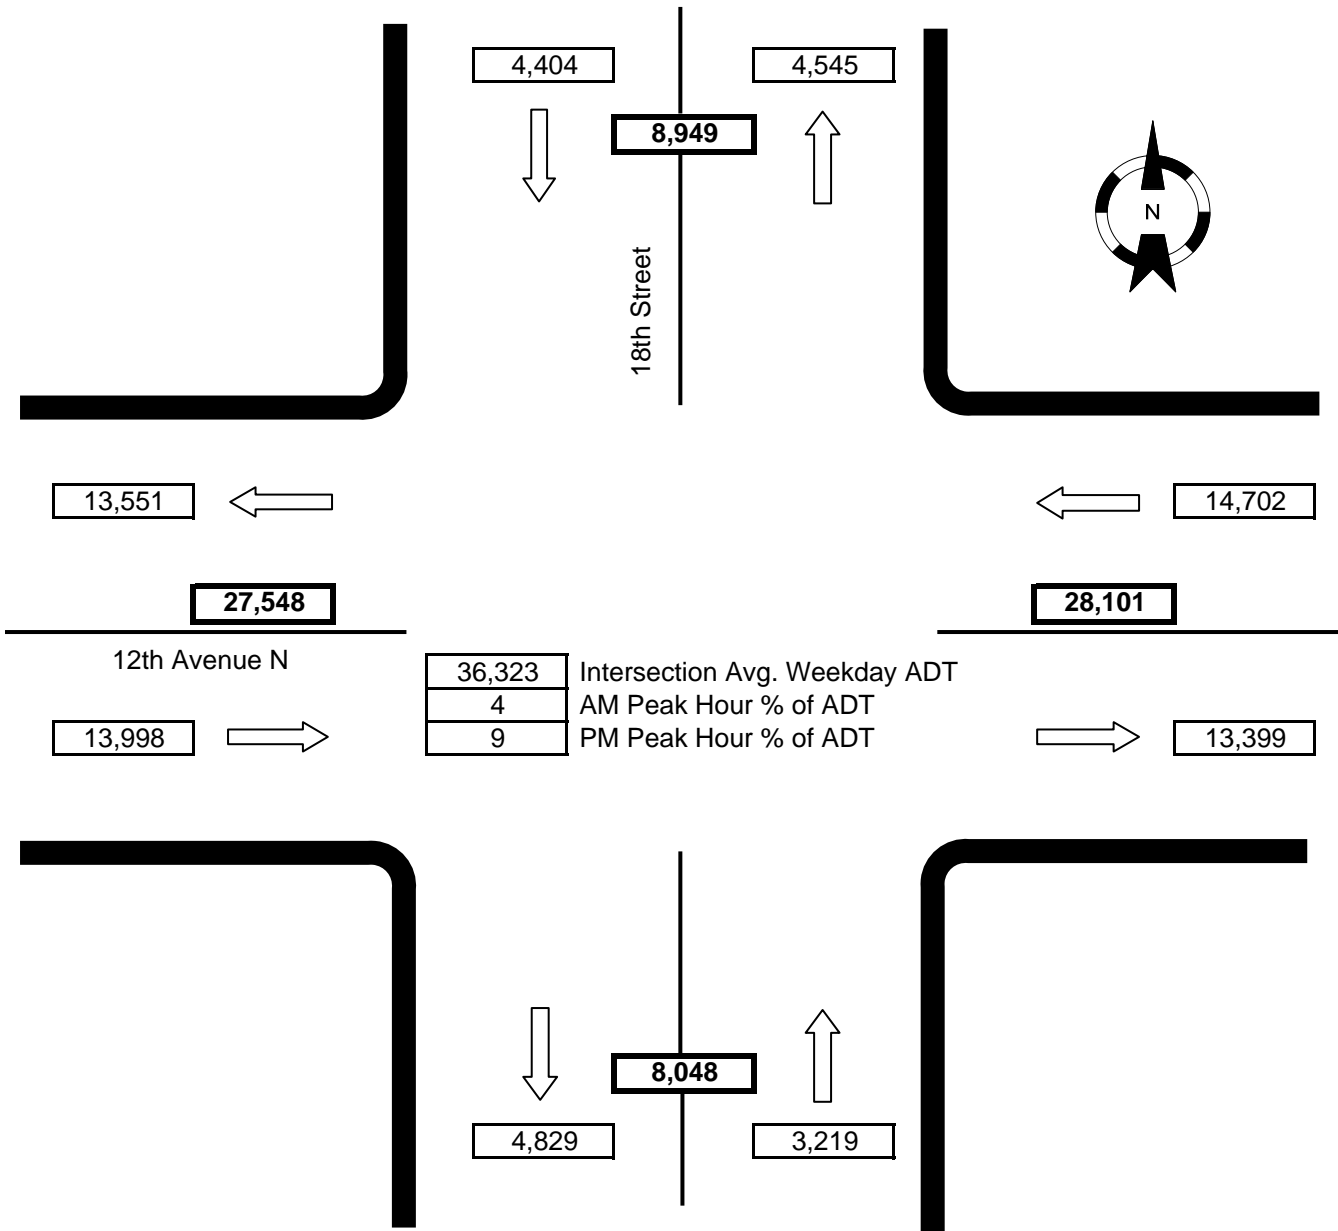 4,404
4,545
8,949
N
18th Street
13,551
14,702
27,548
28,101
12th Avenue N
36,323 Intersection Avg. Weekday ADT
4 AM Peak Hour % of ADT
9 PM Peak Hour % of ADT
13,998
13,399
8,048
4,829
3,219